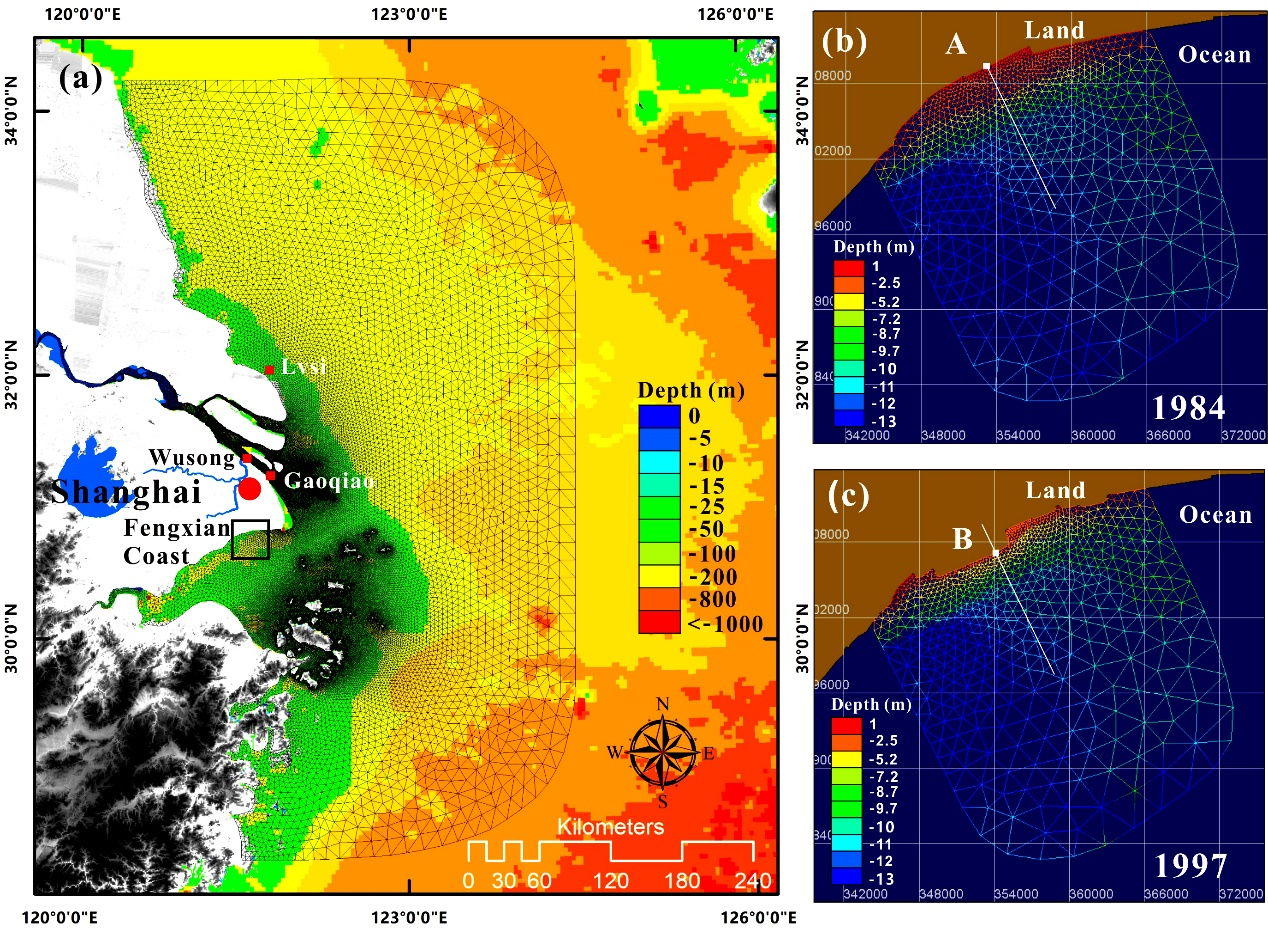 120°0'0"E
123°0'0"E
126°0'0"E
(a)
34°0'0"N
32°0'0"N
30°0'0"N
Lvsi
Wusong
Gaoqiao
Shanghai
Fengxian
Coast
Depth (m)
0
-5
-10
-15
-25
-50
-100
-200
-800
<-1000
N
W
E
S
Kilometers
0 30 60 120 180 240
120°0'0"E
123°0'0"E
126°0'0"E
34°0'0"N
32°0'0"N
30°0'0"N
(b)
A
Land
Ocean
08000
02000
96000
900
840
Depth (m)
1
-2.5
-5.2
-7.2
-8.7
-9.7
-10
-11
-12
-13
1984
342000 348000 354000 360000 366000 372000
(c)
B
Land
Ocean
08000
02000
96000
900
840
Depth (m)
1
-2.5
-5.2
-7.2
-8.7
-9.7
-10
-11
-12
-13
1997
342000 348000 354000 360000 366000 372000